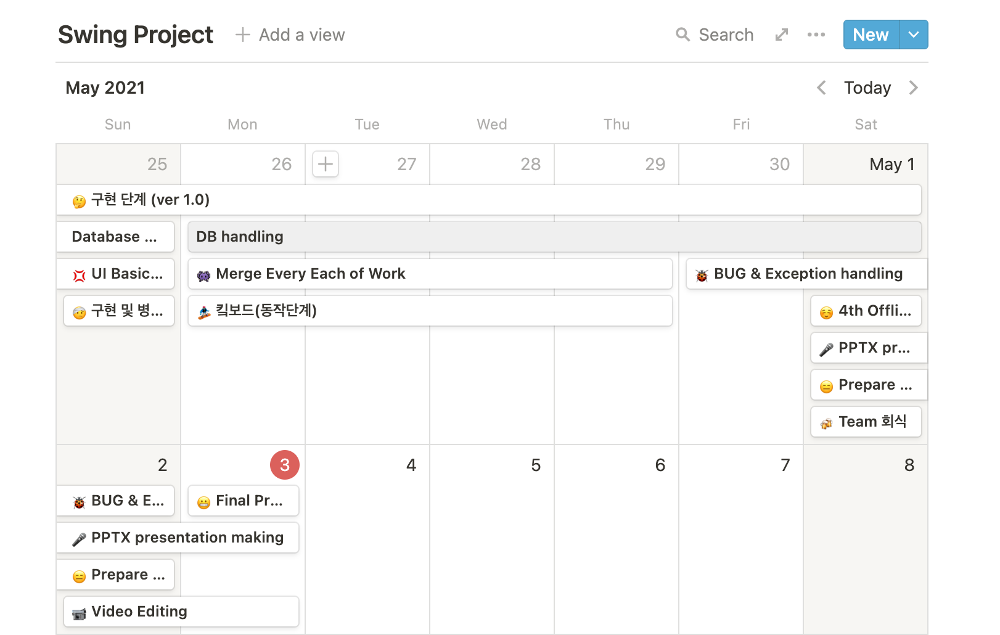 Swing Project + Add a view Search New
May 2021 Today
Sun Mon Tue Wed Thu Fri Sat
25 26 27 28 29 30 May 1
🤔 구현 단계 (ver 1.0)
Database ... DB handling
💢 UI Basic... 👾 Merge Every Each of Work 🐞 BUG & Exception handling
🤕 구현 및 병... 🏂 킼보드(동작단계) ☺️ 4th Offli...
🎤 PPTX pr...
😑 Prepare ...
🍻 Team 회식
2 3 4 5 6 7 8
🐞 BUG & E... 😬 Final Pr...
🎤 PPTX presentation making
😑 Prepare ...
📹 Video Editing